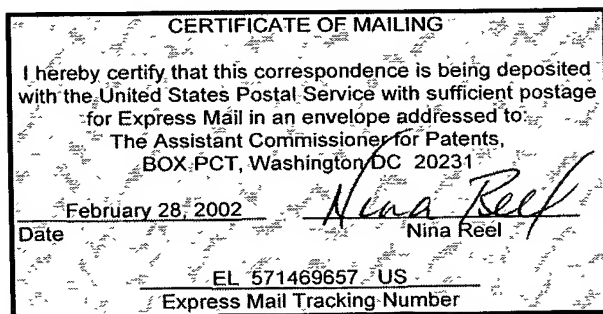 CERTIFICATE OF MAILING
I hereby certify that this correspondence is being deposited
with the United States Postal Service with sufficient postage
for Express Mail in an envelope addressed to:
The Assistant Commissioner for Patents,
BOX PCT, Washington DC 20231
February 28, 2002 Nina Reel
Date Nina Reel
EL 571469657 US
Express Mail Tracking Number